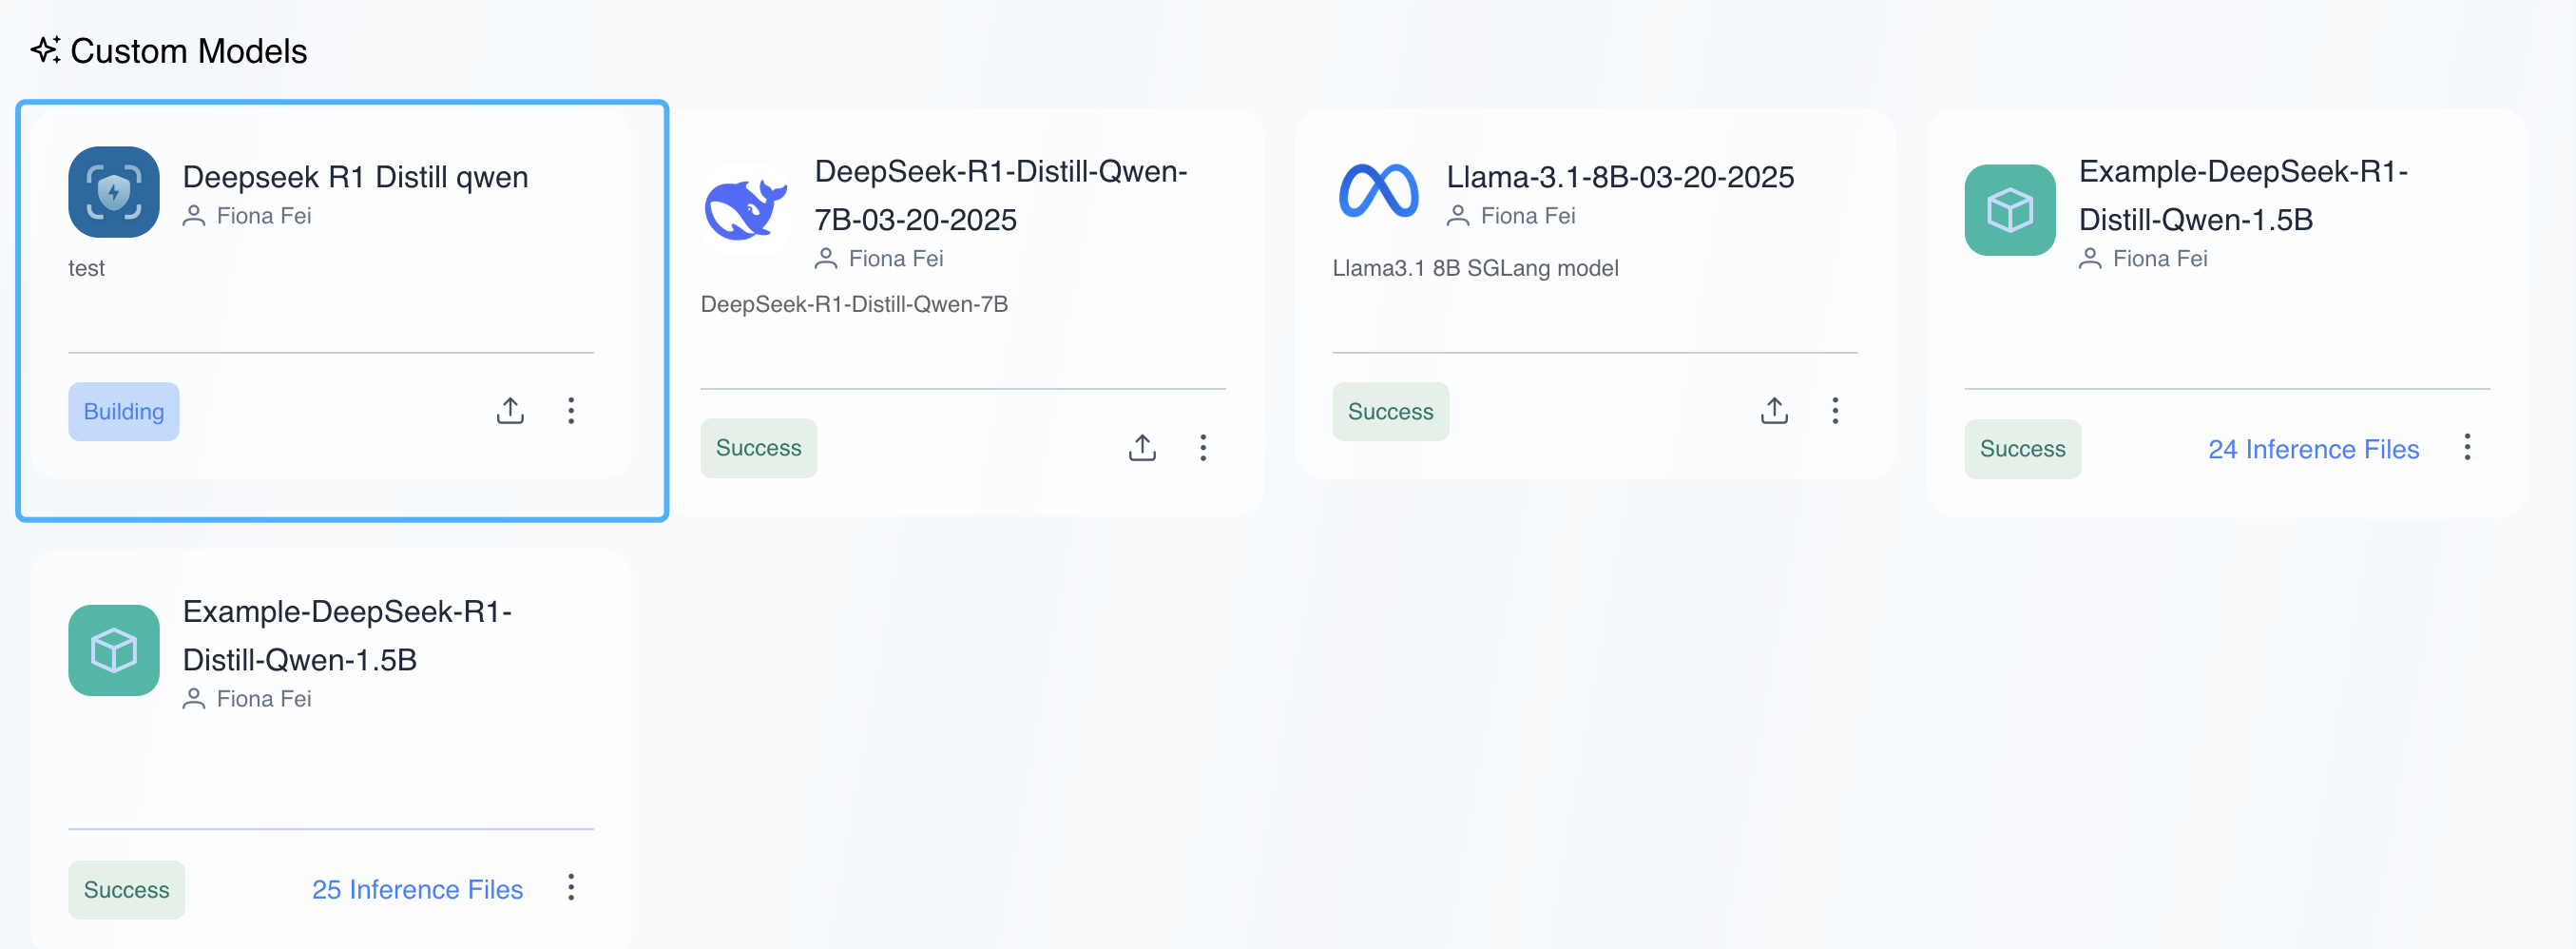 Custom Models
Deepseek R1 Distill qwen
Fiona Fei
test
Building
DeepSeek-R1-Distill-Qwen-
7B-03-20-2025
Fiona Fei
DeepSeek-R1-Distill-Qwen-7B
Success
Llama-3.1-8B-03-20-2025
Fiona Fei
Llama3.1 8B SGLang model
Success
Example-DeepSeek-R1-
Distill-Qwen-1.5B
Fiona Fei
Success
24 Inference Files
Example-DeepSeek-R1-
Distill-Qwen-1.5B
Fiona Fei
Success
25 Inference Files